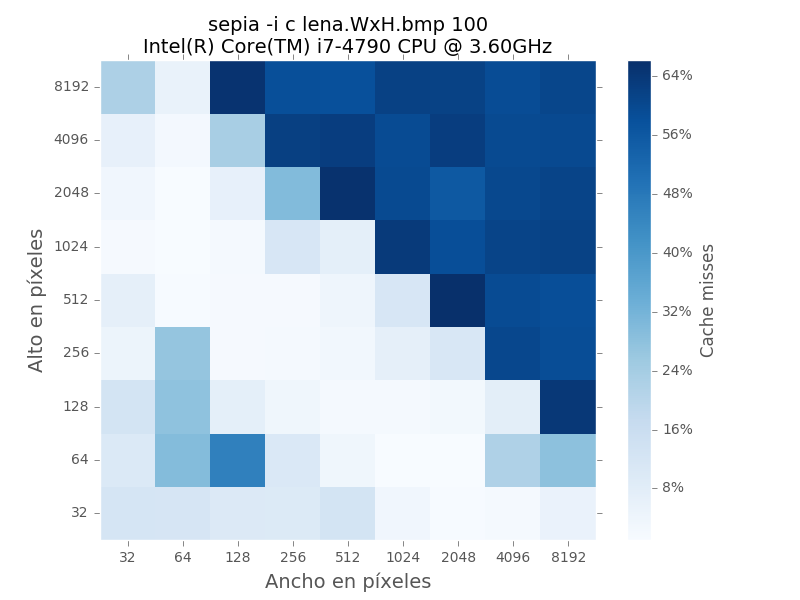 sepia -i c lena.WxH.bmp 100
Intel(R) Core(TM) i7-4790 CPU @ 3.60GHz
Alto en píxeles
8192
4096
2048
1024
512
256
128
64
32
32 64 128 256 512 1024 2048 4096 8192
Ancho en píxeles
64%
56%
48%
40%
32%
24%
16%
8%
Cache misses